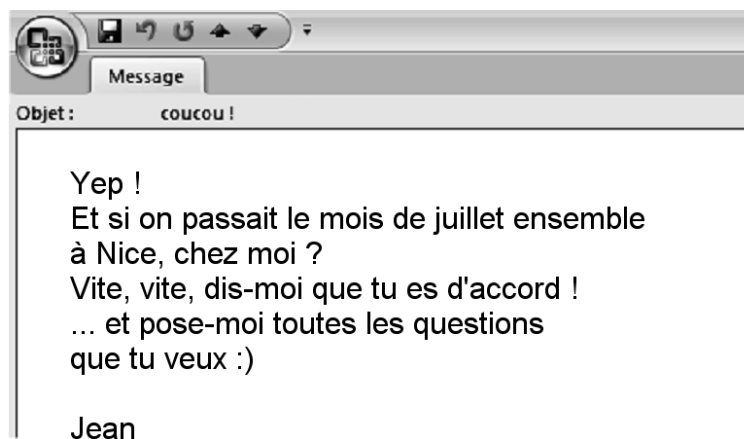 Message
Objet : coucou !
Yep !
Et si on passait le mois de juillet ensemble
à Nice, chez moi ?
Vite, vite, dis-moi que tu es d'accord !
... et pose-moi toutes les questions
que tu veux :)
Jean